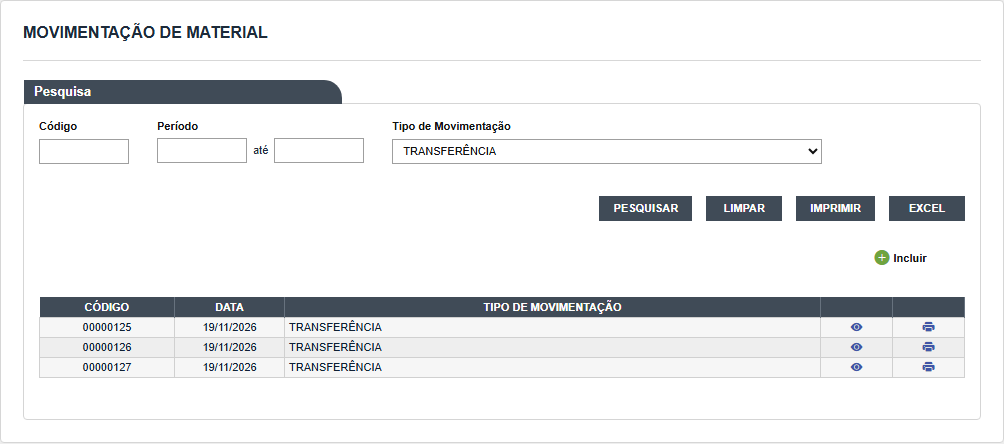 MOVIMENTAÇÃO DE MATERIAL
Pesquisa
Código Período Tipo de Movimentação
até TRANSFERÊNCIA
PESQUISAR LIMPAR IMPRIMIR EXCEL
Incluir
CÓDIGO DATA TIPO DE MOVIMENTAÇÃO
00000125 19/11/2026 TRANSFERÊNCIA
00000126 19/11/2026 TRANSFERÊNCIA
00000127 19/11/2026 TRANSFERÊNCIA